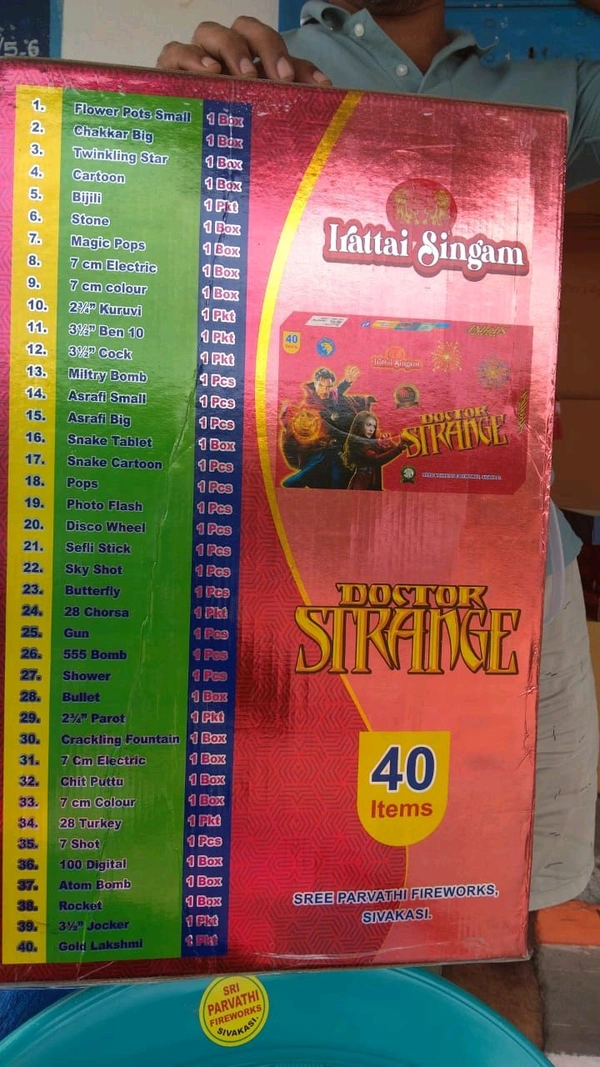 1. Flower Pots Small 1 Box
2. Chakkar Big 1 Box
3. Twinkling Star 1 Box
4. Cartoon 1 Box
5. Bijili 1 Pkt
6. Stone 1 Box
7. Magic Pops 1 Box
8. 7 cm Electric 1 Box
9. 7 cm colour 1 Box
10. 2¾” Kuruvi 1 Pkt
11. 3½” Ben 10 1 Pkt
12. 3½” Cock 1 Pkt
13. Miltry Bomb 1 Pcs
14. Asrafi Small 1 Pcs
15. Asrafi Big 1 Pcs
16. Snake Tablet 1 Box
17. Snake Cartoon 1 Pcs
18. Pops 1 Pcs
19. Photo Flash 1 Pcs
20. Disco Wheel 1 Pcs
21. Sefli Stick 1 Pcs
22. Sky Shot 1 Pcs
23. Butterfly 1 Pcs
24. 28 Chorsa 1 Pkt
25. Gun 1 Pcs
26. 555 Bomb 1 Pcs
27. Shower 1 Pcs
28. Bullet 1 Box
29. 2¾” Parot 1 Pkt
30. Crackling Fountain 1 Box
31. 7 Cm Electric 1 Box
32. Chit Puttu 1 Box
33. 7 cm Colour 1 Box
34. 28 Turkey 1 Pkt
35. 7 Shot 1 Pcs
36. 100 Digital 1 Box
37. Atom Bomb 1 Box
38. Rocket 1 Box
39. 3½” Jocker 1 Pkt
40. Gold Lakshmi 1 Pkt
Irattai Singam
40
Irattai Singam
DOCTOR
STRANGE
DOCTOR
STRANGE
40
Items
SREE PARVATHI FIREWORKS,
SIVAKASI.
SRI
PARVATHI
FIREWORKS
SIVAKASI.